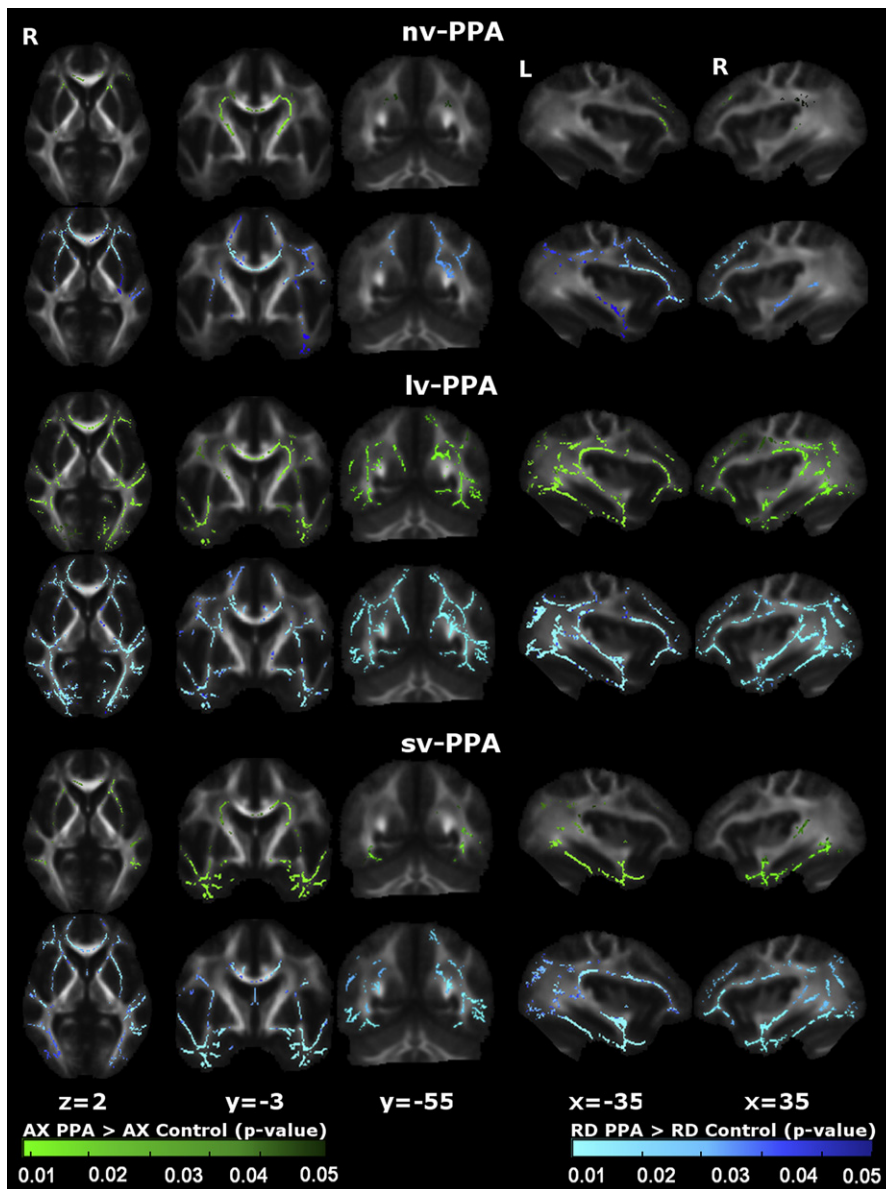 R
nv-PPA
L
R
lv-PPA
sv-PPA
z=2
y=-3
y=-55
x=-35
x=35
AX PPA > AX Control (p-value)
0.01 0.02 0.03 0.04 0.05
RD PPA > RD Control (p-value)
0.01 0.02 0.03 0.04 0.05